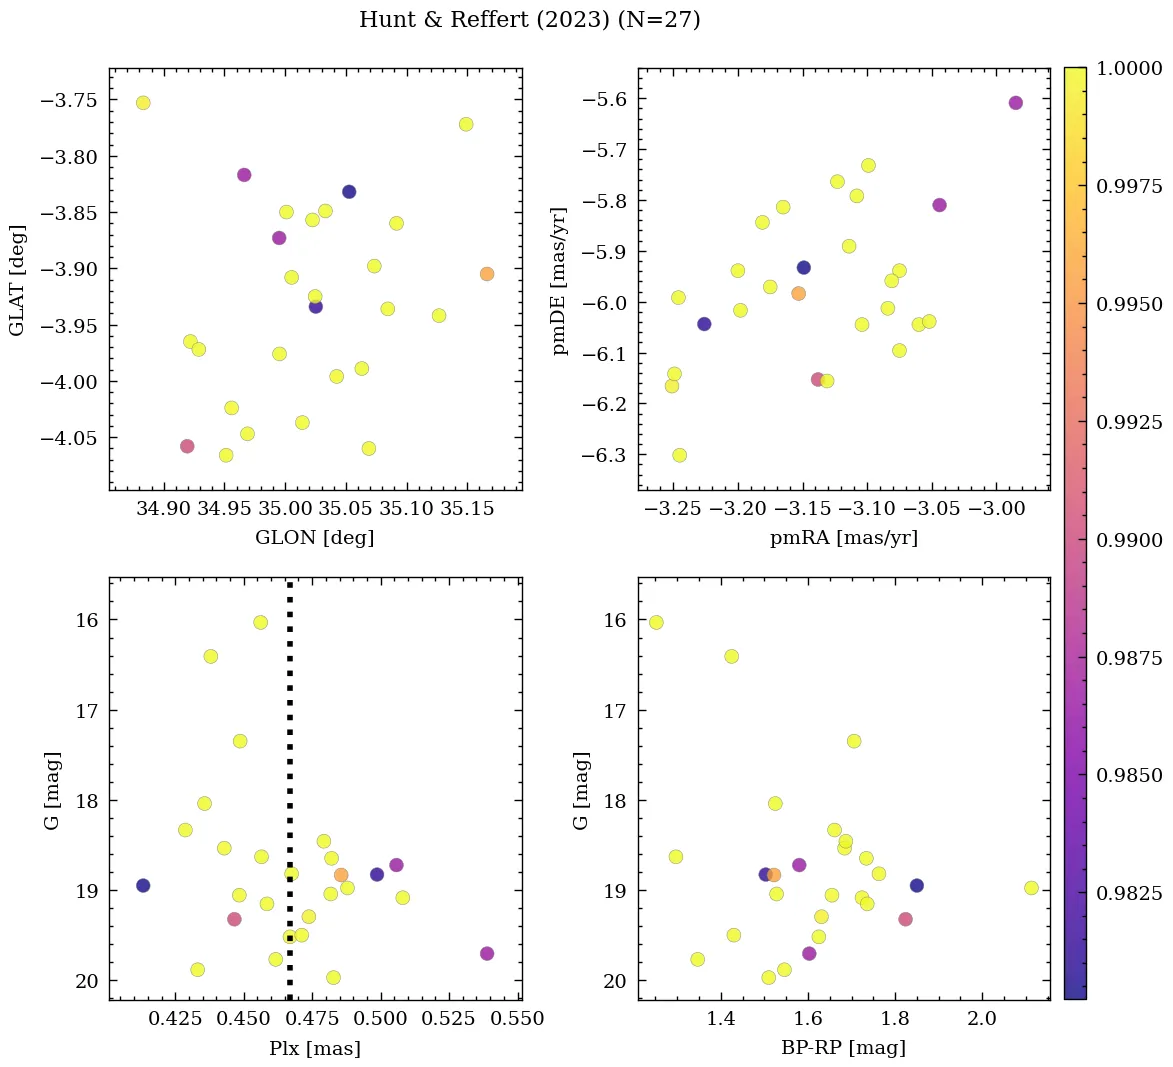 Hunt & Reffert (2023) (N=27)
−3.75
−3.80
−3.85
−3.90
−3.95
−4.00
−4.05
GLAT [deg]
34.90 34.95 35.00 35.05 35.10 35.15
GLON [deg]
−5.6
−5.7
−5.8
−5.9
−6.0
−6.1
−6.2
−6.3
pmDE [mas/yr]
−3.25 −3.20 −3.15 −3.10 −3.05 −3.00
pmRA [mas/yr]
1.0000
0.9975
0.9950
0.9925
0.9900
0.9875
0.9850
0.9825
16
17
18
19
20
G [mag]
0.425 0.450 0.475 0.500 0.525 0.550
Plx [mas]
16
17
18
19
20
G [mag]
1.4 1.6 1.8 2.0
BP-RP [mag]